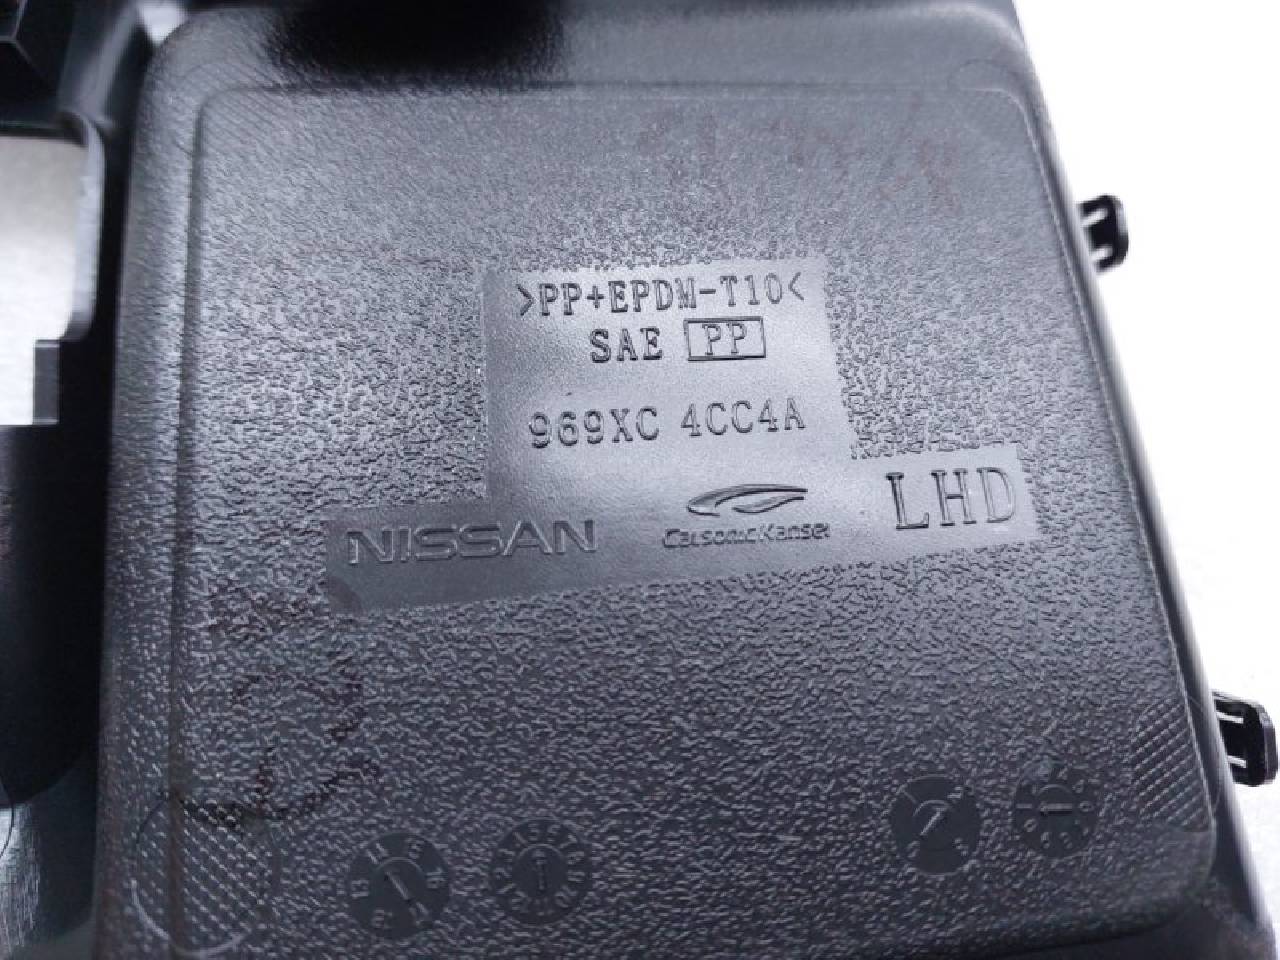 >PP+EPDM-T10<
SAE PP
969XC 4CC4A
NISSAN CalsonicKansei LHD